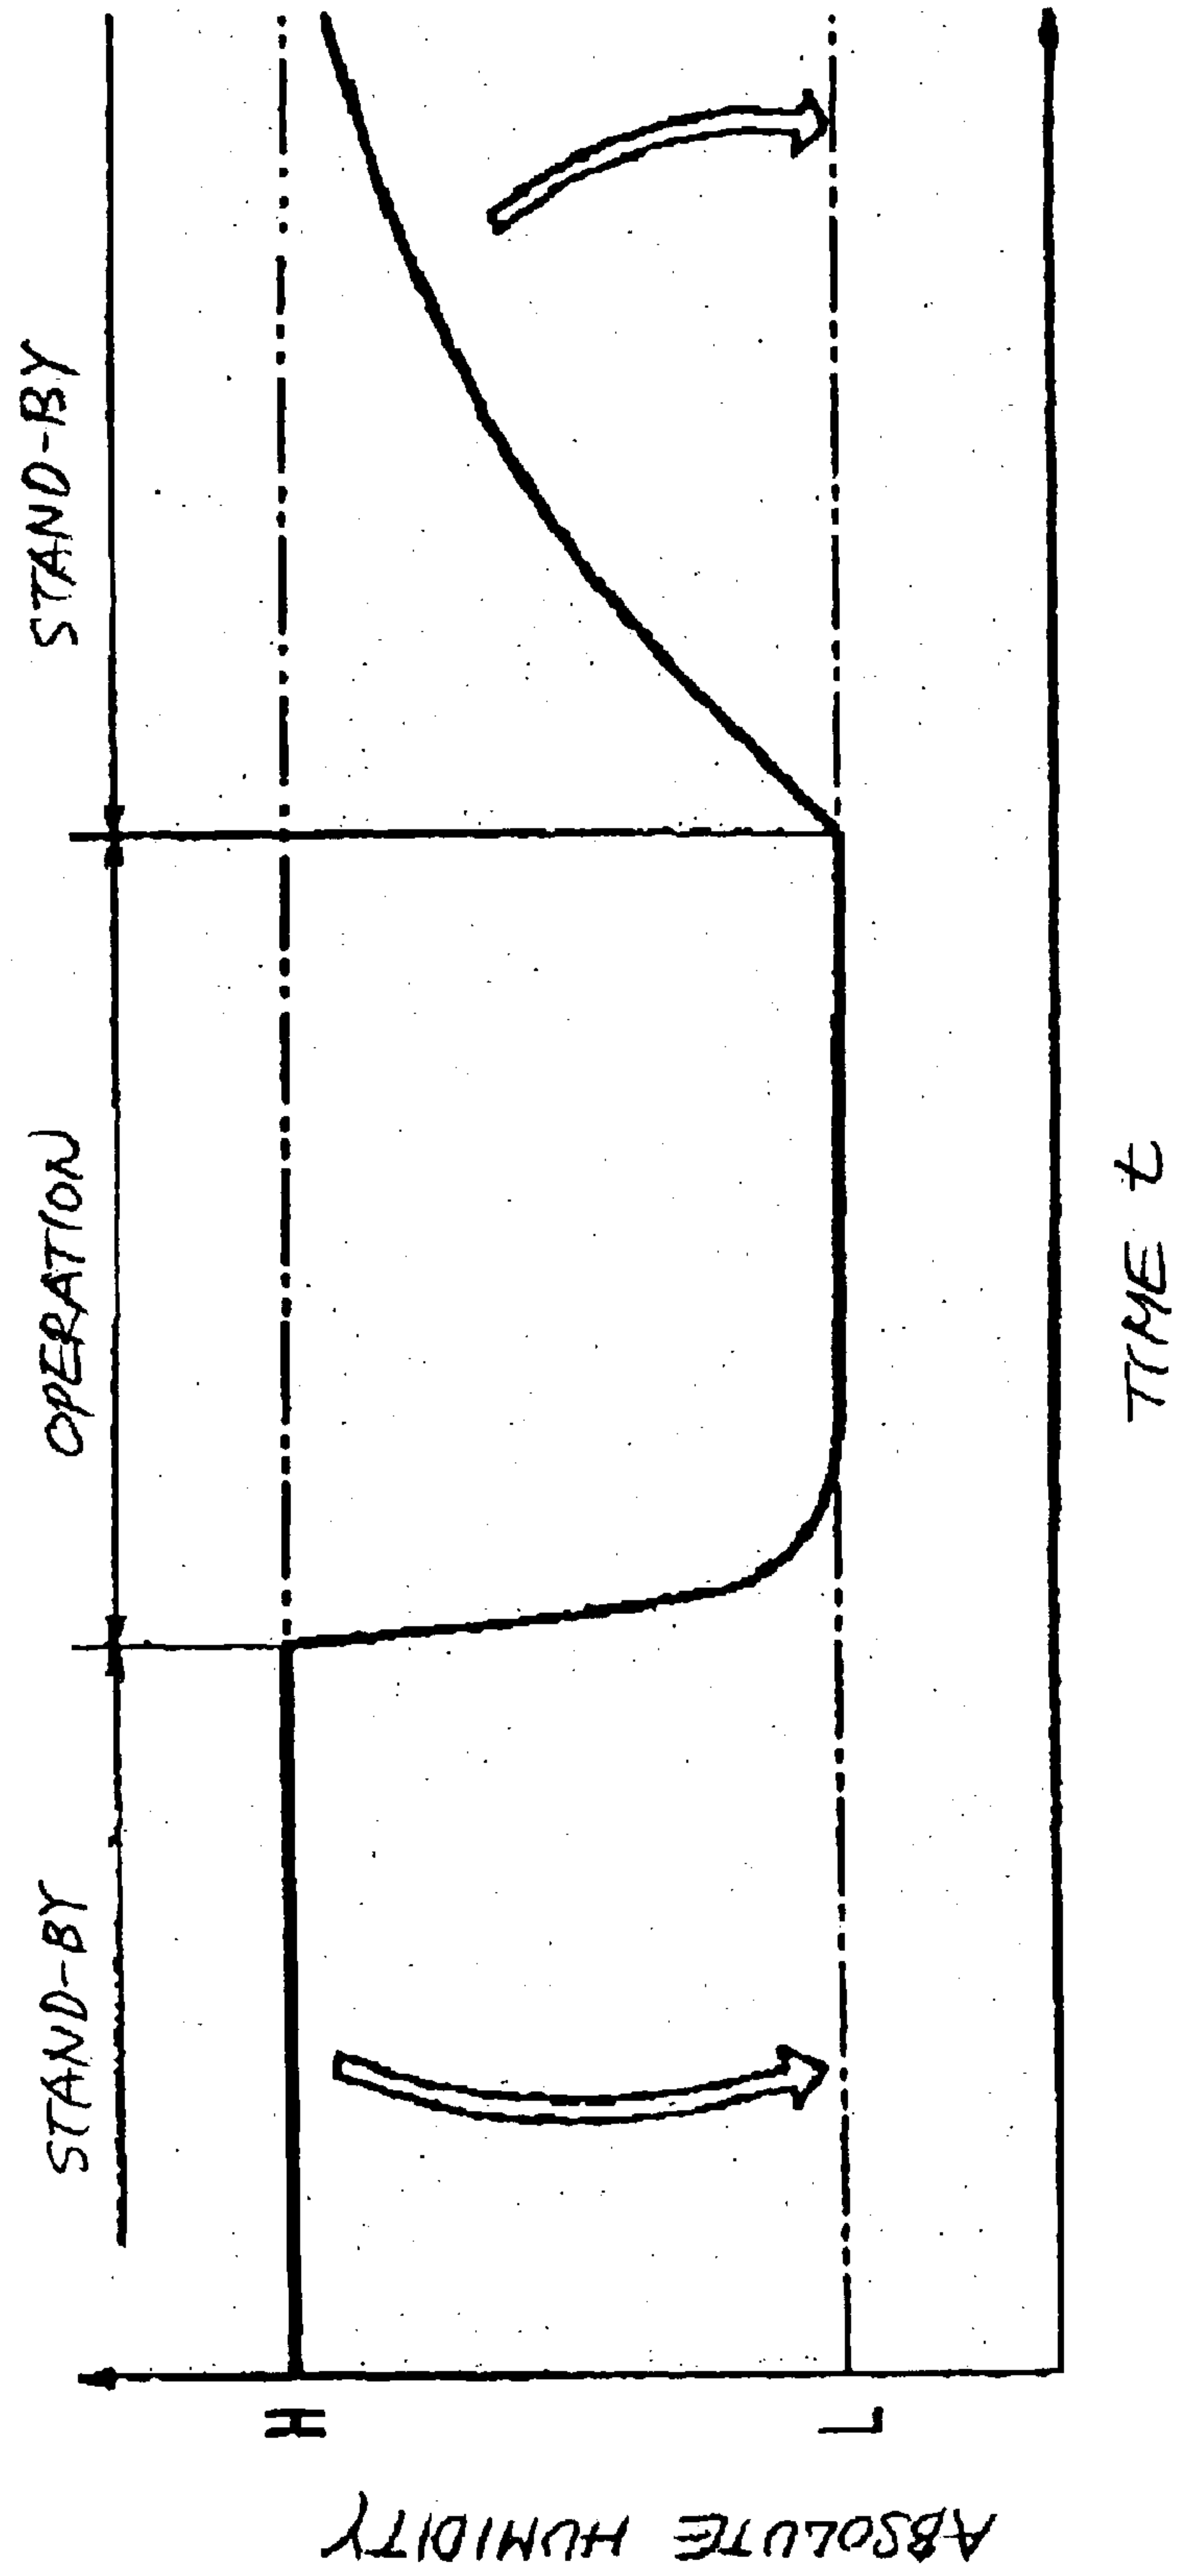 STAND-BY
OPERATION
STAND-BY
H
L
ABSOLUTE HUMIDITY
TIME t